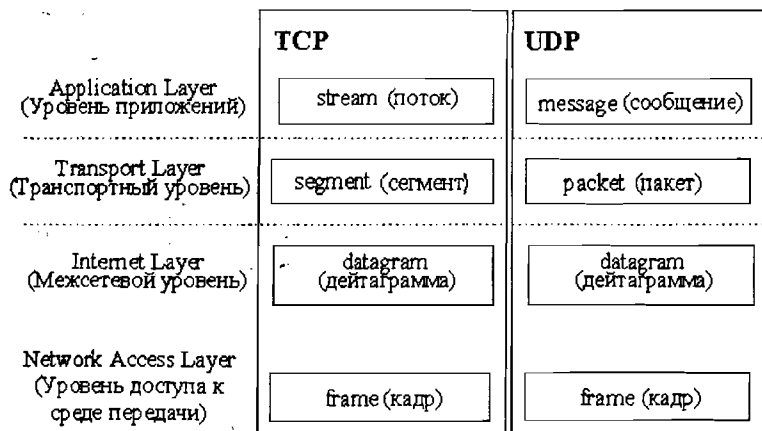 TCP
UDP
Application Layer
(Уровень приложений)
stream (поток)
message (сообщение)
Transport Layer
(Транспортный уровень)
segment (сегмент)
packet (пакет)
Internet Layer
(Межсетевой уровень)
datagram
(дейтаграмма)
datagram
(дейтаграмма)
Network Access Layer
(Уровень доступа к
среде передачи)
frame (кадр)
frame (кадр)